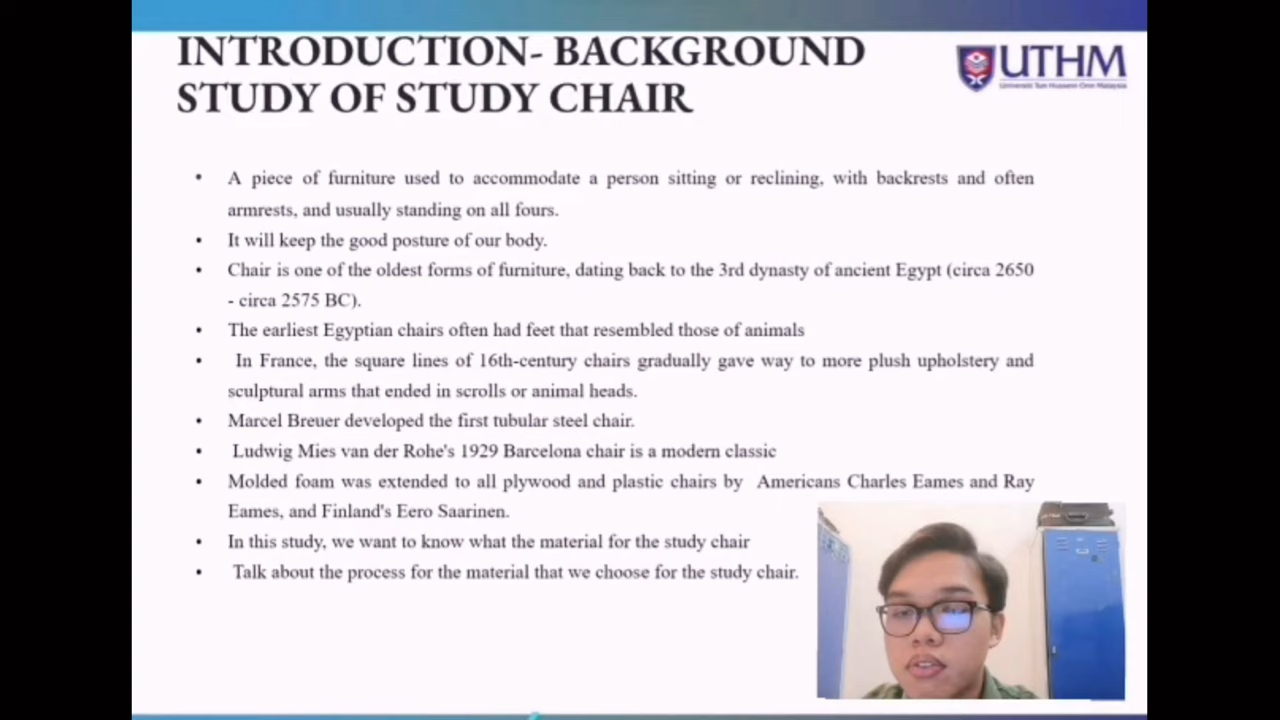 INTRODUCTION- BACKGROUND
STUDY OF STUDY CHAIR
UTHM
Universiti Tun Hussein Onn Malaysia
• A piece of furniture used to accommodate a person sitting or reclining, with backrests and often
armrests, and usually standing on all fours.
• It will keep the good posture of our body.
• Chair is one of the oldest forms of furniture, dating back to the 3rd dynasty of ancient Egypt (circa 2650
- circa 2575 BC).
• The earliest Egyptian chairs often had feet that resembled those of animals
• In France, the square lines of 16th-century chairs gradually gave way to more plush upholstery and
sculptural arms that ended in scrolls or animal heads.
• Marcel Breuer developed the first tubular steel chair.
• Ludwig Mies van der Rohe's 1929 Barcelona chair is a modern classic
• Molded foam was extended to all plywood and plastic chairs by Americans Charles Eames and Ray
Eames, and Finland's Eero Saarinen.
• In this study, we want to know what the material for the study chair
• Talk about the process for the material that we choose for the study chair.